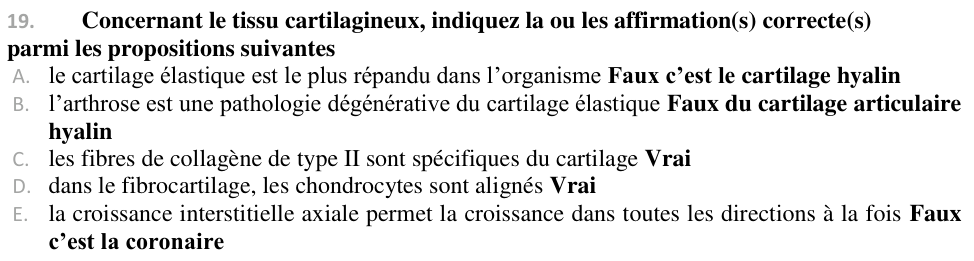 19. Concernant le tissu cartilagineux, indiquez la ou les affirmation(s) correcte(s)
parmi les propositions suivantes
A. le cartilage élastique est le plus répandu dans l’organisme Faux c’est le cartilage hyalin
B. l’arthrose est une pathologie dégénérative du cartilage élastique Faux du cartilage articulaire
hyalin
C. les fibres de collagène de type II sont spécifiques du cartilage Vrai
D. dans le fibrocartilage, les chondrocytes sont alignés Vrai
E. la croissance interstitielle axiale permet la croissance dans toutes les directions à la fois Faux
c’est la coronaire